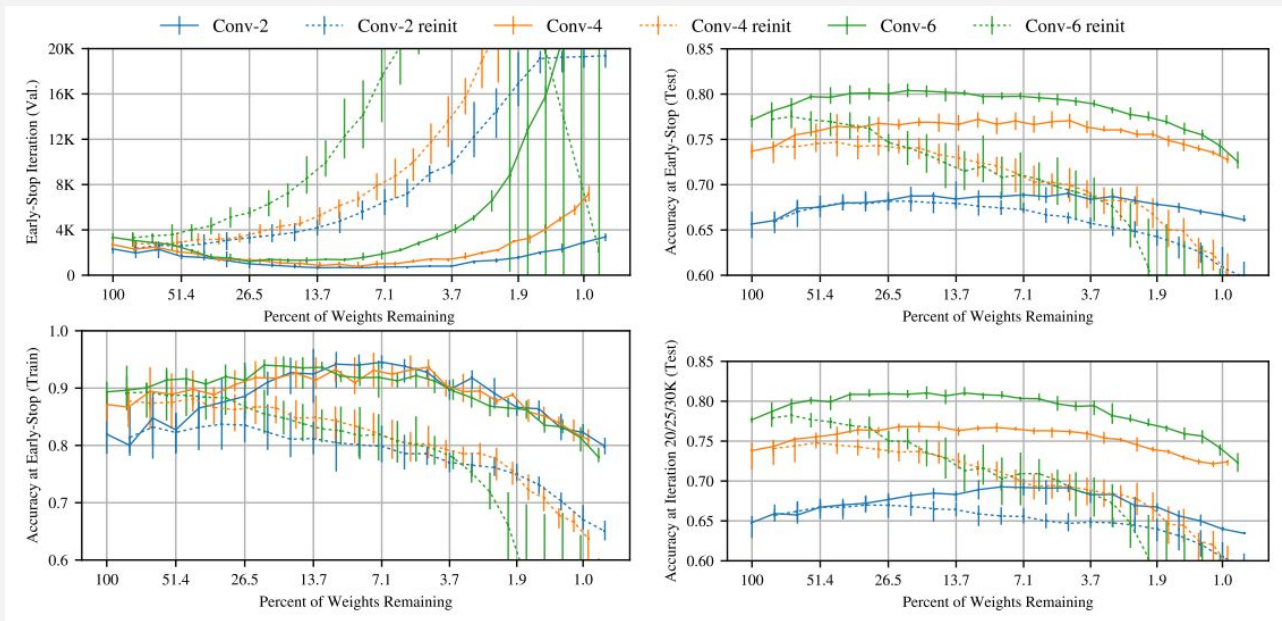 Conv-2 Conv-2 reinit Conv-4 Conv-4 reinit Conv-6 Conv-6 reinit
Early-Stop Iteration (Val.)
20K
16K
12K
8K
4K
0
100 51.4 26.5 13.7 7.1 3.7 1.9 1.0
Percent of Weights Remaining
Accuracy at Early-Stop (Test)
0.85
0.80
0.75
0.70
0.65
0.60
100 51.4 26.5 13.7 7.1 3.7 1.9 1.0
Percent of Weights Remaining
Accuracy at Early-Stop (Train)
1.0
0.9
0.8
0.7
0.6
100 51.4 26.5 13.7 7.1 3.7 1.9 1.0
Percent of Weights Remaining
Accuracy at Iteration 20/25/30K (Test)
0.85
0.80
0.75
0.70
0.65
0.60
100 51.4 26.5 13.7 7.1 3.7 1.9 1.0
Percent of Weights Remaining